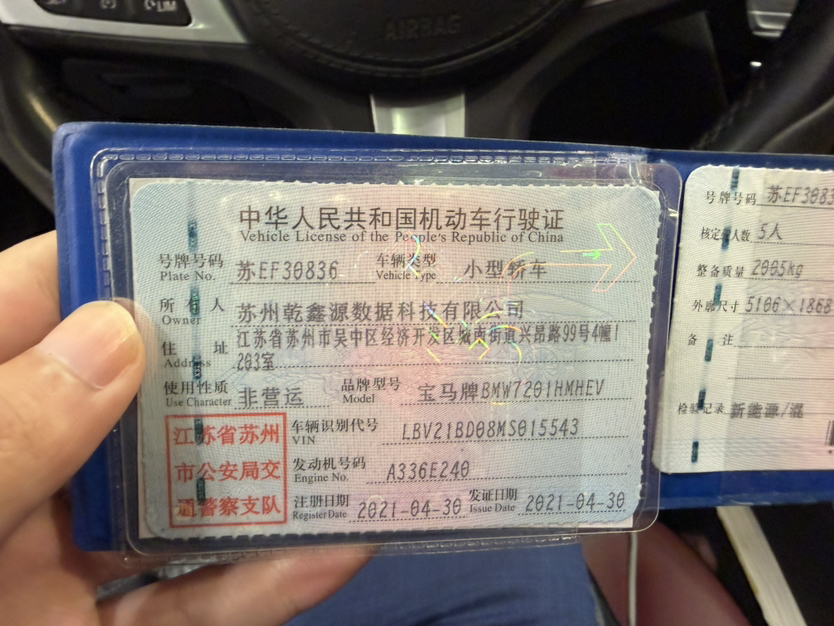 LIM
AIRBAG
中华人民共和国机动车行驶证
Vehicle License of the People's Republic of China
号牌号码 苏EF30836 车辆类型 小型轿车
Plate No. Vehicle Type
所有人 苏州乾鑫源数据科技有限公司
Owner
住址 江苏省苏州市吴中区经济开发区城南街道兴昂路99号4幢1
Address 203室
使用性质 非营运 品牌型号 宝马牌BMW7201HMHEV
Use Character Model
江苏省苏州
市公安局交
通警察支队
车辆识别代号 LBV21BD08MS015543
VIN
发动机号码 A336E240
Engine No.
注册日期 2021-04-30 发证日期 2021-04-30
Register Date Issue Date
号牌号码 苏EF3083
核定人数 5人
整备质量 2005kg
外廓尺寸 5106×1868
备注
检验记录 新能源/混